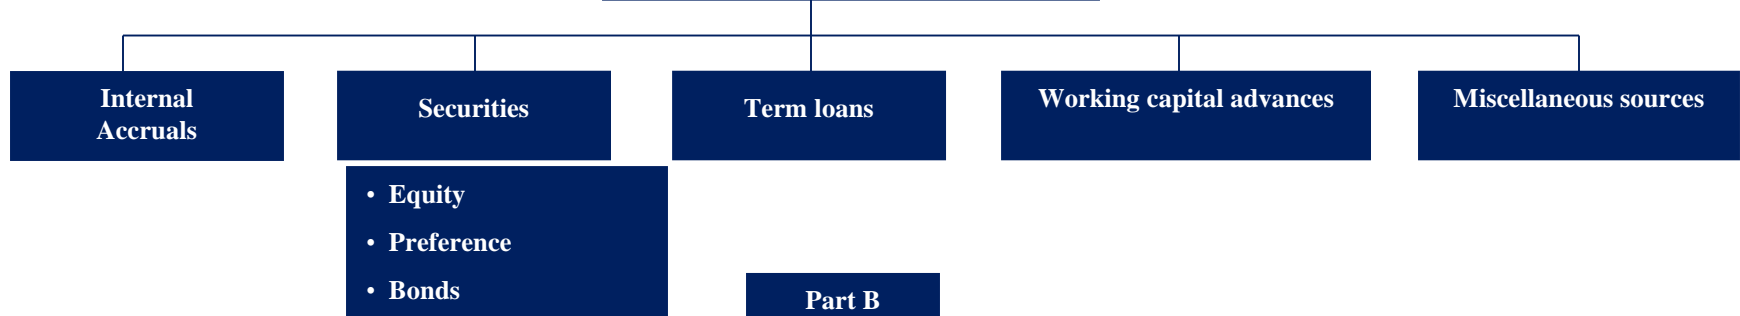 Internal
Accruals
Securities
Term loans
Working capital advances
Miscellaneous sources
• Equity
• Preference
• Bonds
Part B